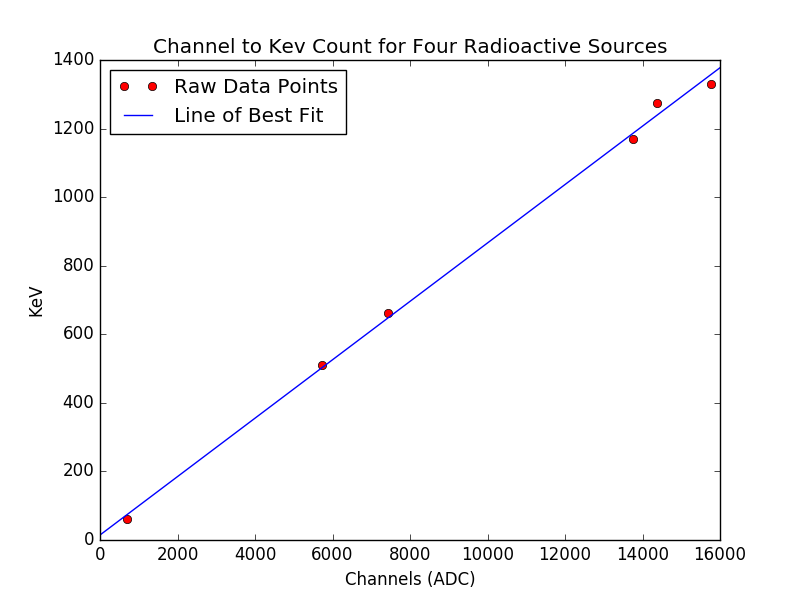 Channel to Kev Count for Four Radioactive Sources
Raw Data Points
Line of Best Fit
KeV
1400
1200
1000
800
600
400
200
0
0 2000 4000 6000 8000 10000 12000 14000 16000
Channels (ADC)